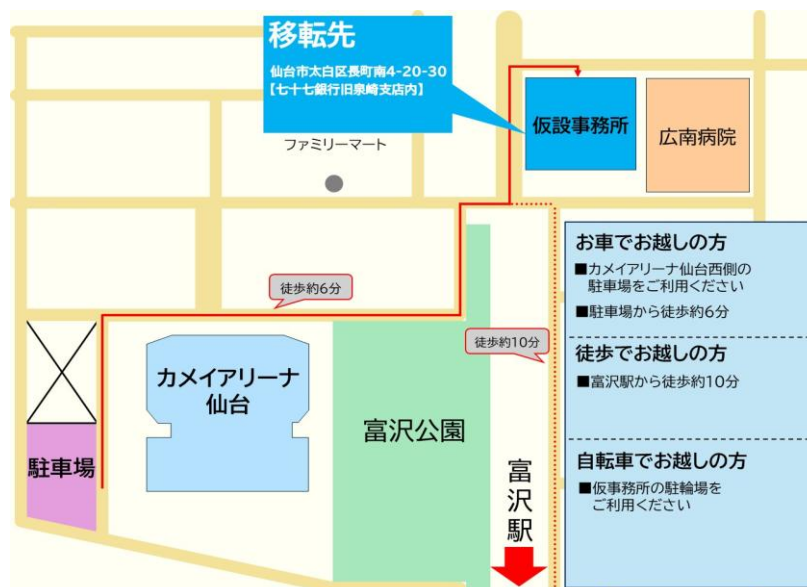 移転先
仙台市太白区長町南4-20-30
【七十七銀行旧泉崎支店内】
仮設事務所
広南病院
ファミリーマート
お車でお越しの方
■カメイアリーナ仙台西側の
駐車場をご利用ください
■駐車場から徒歩約6分
徒歩約6分
徒歩約10分
徒歩でお越しの方
■富沢駅から徒歩約10分
カメイアリーナ
仙台
富沢公園
駐車場
富沢駅
自転車でお越しの方
■仮事務所の駐輪場を
ご利用ください